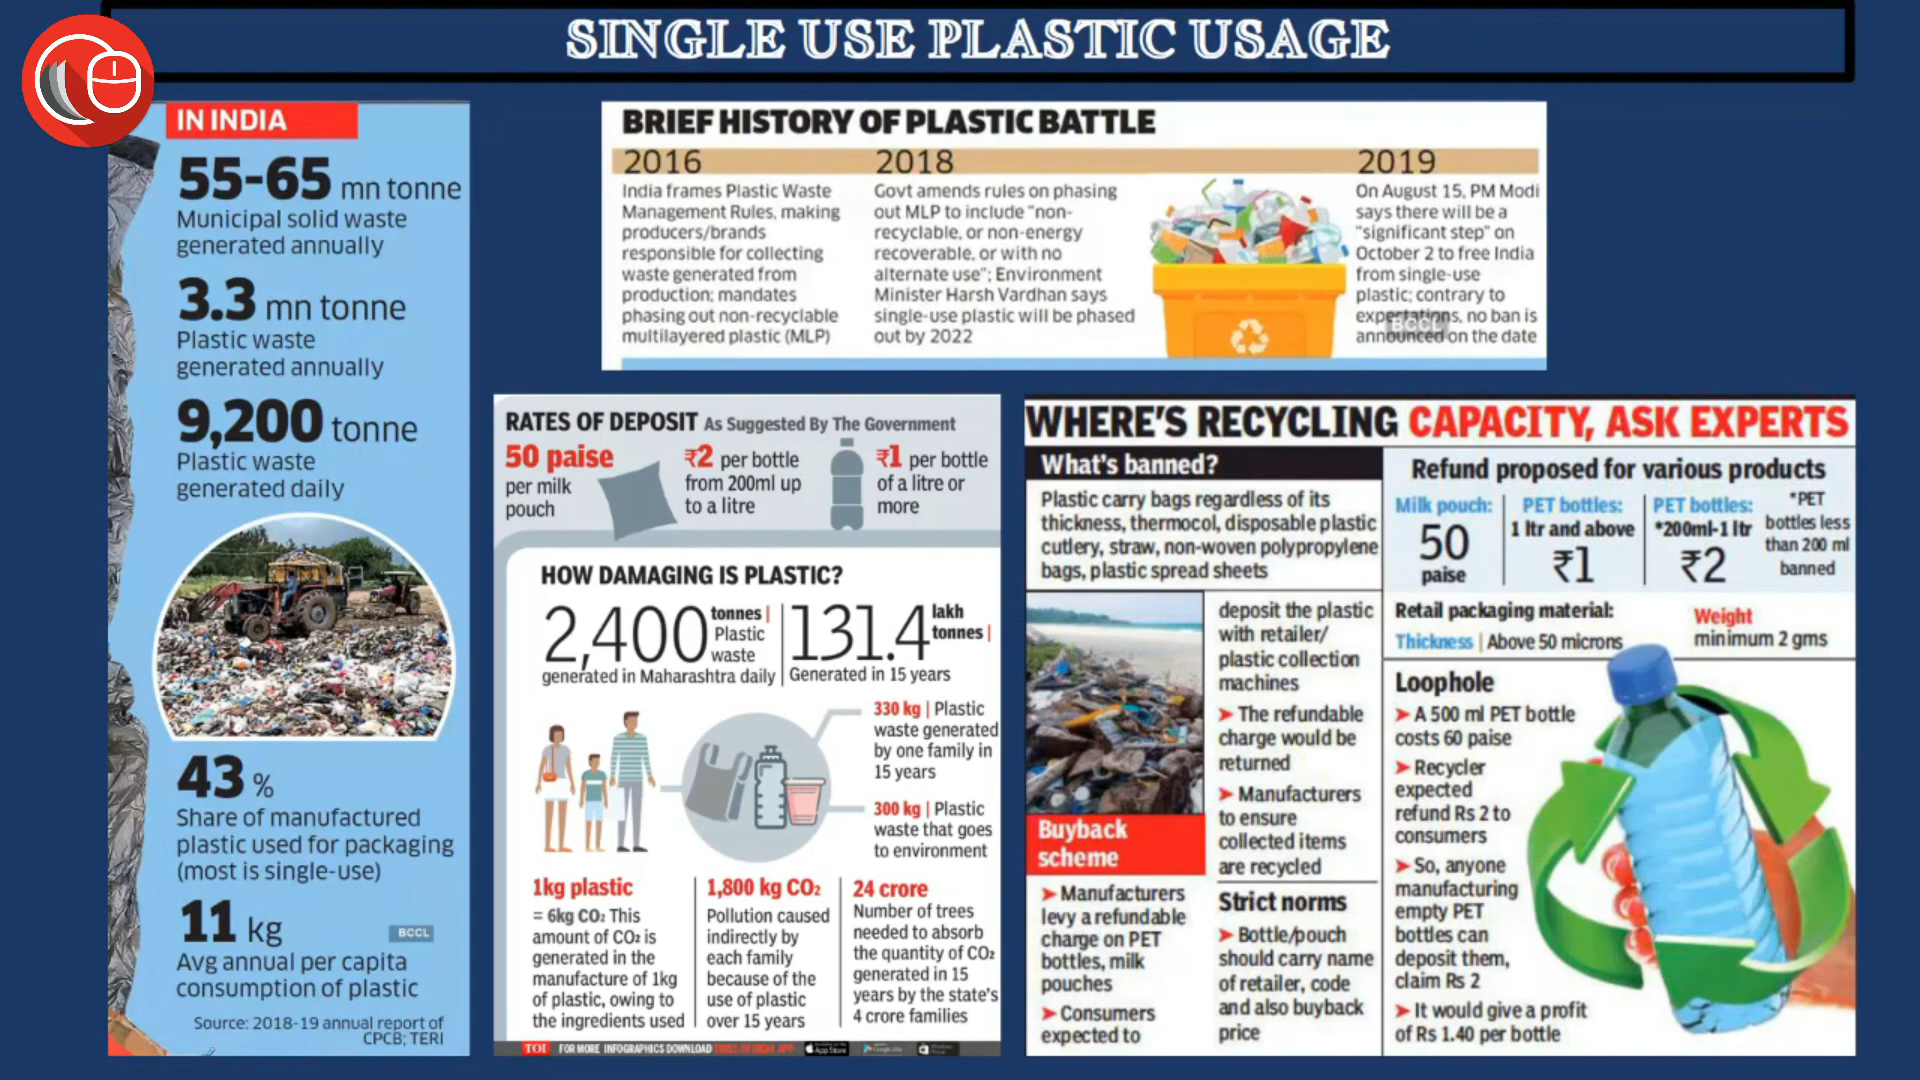 SINGLE USE PLASTIC USAGE
IN INDIA
55-65 mn tonne
Municipal solid waste
generated annually
3.3 mn tonne
Plastic waste
generated annually
9,200 tonne
Plastic waste
generated daily
43 %
Share of manufactured
plastic used for packaging
(most is single-use)
11 kg
BCCL
Avg annual per capita
consumption of plastic
Source: 2018-19 annual report of
CPCB; TERI
BRIEF HISTORY OF PLASTIC BATTLE
2016
India frames Plastic Waste
Management Rules, making
producers/brands
responsible for collecting
waste generated from
production; mandates
phasing out non-recyclable
multilayered plastic (MLP)
2018
Govt amends rules on phasing
out MLP to include "non-
recyclable, or non-energy
recoverable, or with no
alternate use"; Environment
Minister Harsh Vardhan says
single-use plastic will be phased
out by 2022
2019
On August 15, PM Modi
says there will be a
"significant step" on
October 2 to free India
from single-use
plastic; contrary to
expectations, no ban is
announced on the date
BCCL
RATES OF DEPOSIT As Suggested By The Government
50 paise
per milk
pouch
₹2 per bottle
from 200ml up
to a litre
₹1 per bottle
of a litre or
more
HOW DAMAGING IS PLASTIC?
2,400 tonnes |
Plastic
waste
generated in Maharashtra daily
131.4 lakh
tonnes |
Generated in 15 years
330 kg | Plastic
waste generated
by one family in
15 years
300 kg | Plastic
waste that goes
to environment
1kg plastic
= 6kg CO2 This
amount of CO2 is
generated in the
manufacture of 1kg
of plastic, owing to
the ingredients used
1,800 kg CO2
Pollution caused
indirectly by
each family
because of the
use of plastic
over 15 years
24 crore
Number of trees
needed to absorb
the quantity of CO2
generated in 15
years by the state's
4 crore families
TOI FOR MORE INFOGRAPHICS DOWNLOAD TIMES OF INDIA APP
App Store
WHERE'S RECYCLING CAPACITY, ASK EXPERTS
What's banned?
Plastic carry bags regardless of its
thickness, thermocol, disposable plastic
cutlery, straw, non-woven polypropylene
bags, plastic spread sheets
Buyback
scheme
➤ Manufacturers
levy a refundable
charge on PET
bottles, milk
pouches
➤ Consumers
expected to
deposit the plastic
with retailer/
plastic collection
machines
➤ The refundable
charge would be
returned
➤ Manufacturers
to ensure
collected items
are recycled
Strict norms
➤ Bottle/pouch
should carry name
of retailer, code
and also buyback
price
Refund proposed for various products
Milk pouch:
50
paise
PET bottles:
1 ltr and above
₹1
PET bottles:
*200ml-1 ltr
₹2
*PET
bottles less
than 200 ml
banned
Retail packaging material:
Thickness | Above 50 microns
Weight
minimum 2 gms
Loophole
➤ A 500 ml PET bottle
costs 60 paise
➤ Recycler
expected
refund Rs 2 to
consumers
➤ So, anyone
manufacturing
empty PET
bottles can
deposit them,
claim Rs 2
➤ It would give a profit
of Rs 1.40 per bottle